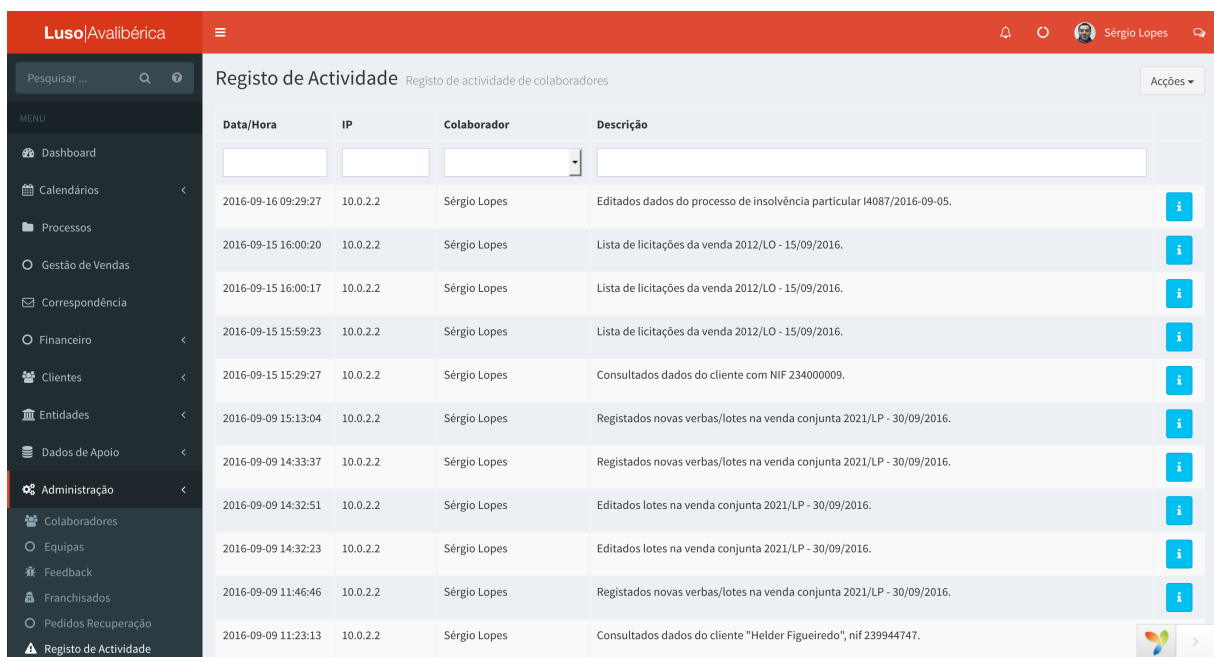 Luso|Avalibérica
Sérgio Lopes
Pesquisar ...
Registo de Actividade Registo de actividade de colaboradores
Acções
MENU
Dashboard
Calendários
Processos
Gestão de Vendas
Correspondência
Financeiro
Clientes
Entidades
Dados de Apoio
Administração
Colaboradores
Equipas
Feedback
Franchisados
Pedidos Recuperação
Registo de Actividade
Data/Hora IP Colaborador Descrição
2016-09-16 09:29:27 10.0.2.2 Sérgio Lopes Editados dados do processo de insolvência particular I4087/2016-09-05.
2016-09-15 16:00:20 10.0.2.2 Sérgio Lopes Lista de licitações da venda 2012/LO - 15/09/2016.
2016-09-15 16:00:17 10.0.2.2 Sérgio Lopes Lista de licitações da venda 2012/LO - 15/09/2016.
2016-09-15 15:59:23 10.0.2.2 Sérgio Lopes Lista de licitações da venda 2012/LO - 15/09/2016.
2016-09-15 15:29:27 10.0.2.2 Sérgio Lopes Consultados dados do cliente com NIF 234000009.
2016-09-09 15:13:04 10.0.2.2 Sérgio Lopes Registados novas verbas/lotes na venda conjunta 2021/LP - 30/09/2016.
2016-09-09 14:33:37 10.0.2.2 Sérgio Lopes Registados novas verbas/lotes na venda conjunta 2021/LP - 30/09/2016.
2016-09-09 14:32:51 10.0.2.2 Sérgio Lopes Editados lotes na venda conjunta 2021/LP - 30/09/2016.
2016-09-09 14:32:23 10.0.2.2 Sérgio Lopes Editados lotes na venda conjunta 2021/LP - 30/09/2016.
2016-09-09 11:46:46 10.0.2.2 Sérgio Lopes Registados novas verbas/lotes na venda conjunta 2021/LP - 30/09/2016.
2016-09-09 11:23:13 10.0.2.2 Sérgio Lopes Consultados dados do cliente "Helder Figueiredo", nif 239944747.